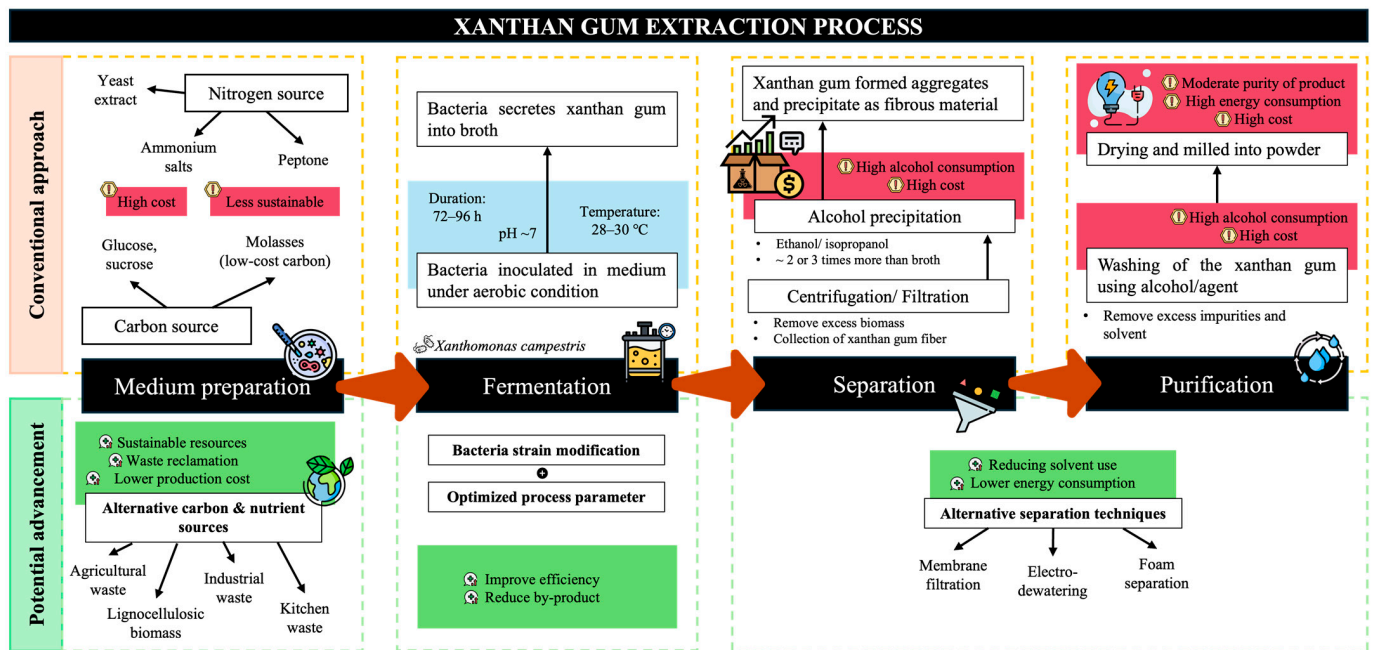 XANTHAN GUM EXTRACTION PROCESS
Conventional approach
Yeast
extract
Nitrogen source
Ammonium
salts
Peptone
High cost
Less sustainable
Glucose,
sucrose
Molasses
(low-cost carbon)
Carbon source
Medium preparation
Bacteria secretes xanthan gum
into broth
Duration:
72–96 h
pH ~7
Temperature:
28–30 °C
Bacteria inoculated in medium
under aerobic condition
Xanthomonas campestris
Fermentation
Xanthan gum formed aggregates
and precipitate as fibrous material
High alcohol consumption
High cost
Alcohol precipitation
• Ethanol/ isopropanol
• ~ 2 or 3 times more than broth
Centrifugation/ Filtration
• Remove excess biomass
• Collection of xanthan gum fiber
Separation
Moderate purity of product
High energy consumption
High cost
Drying and milled into powder
High alcohol consumption
High cost
Washing of the xanthan gum
using alcohol/agent
• Remove excess impurities and
solvent
Purification
Potential advancement
Sustainable resources
Waste reclamation
Lower production cost
Alternative carbon & nutrient
sources
Agricultural
waste
Lignocellulosic
biomass
Industrial
waste
Kitchen
waste
Bacteria strain modification
+
Optimized process parameter
Improve efficiency
Reduce by-product
Reducing solvent use
Lower energy consumption
Alternative separation techniques
Membrane
filtration
Electro-
dewatering
Foam
separation